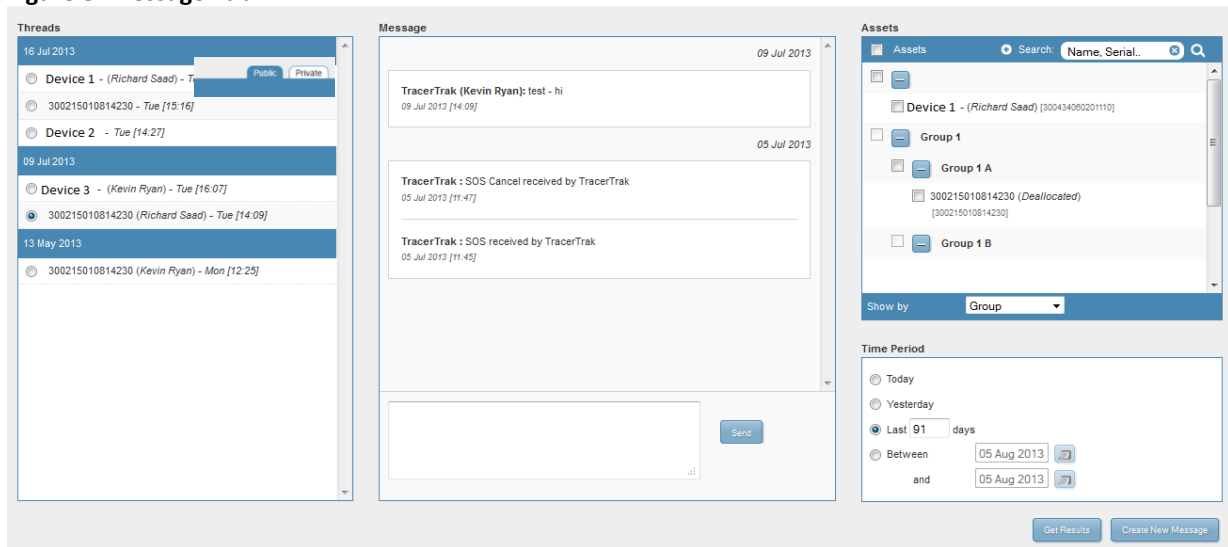 Threads
16 Jul 2013
Public Private
Device 1 - (Richard Saad) -
300215010814230 - Tue [15:16]
Device 2 - Tue [14:27]
09 Jul 2013
Device 3 - (Kevin Ryan) - Tue [16:07]
300215010814230 (Richard Saad) - Tue [14:09]
13 May 2013
300215010814230 (Kevin Ryan) - Mon [12:25]
Message
09 Jul 2013
TracerTrak (Kevin Ryan): test - hi
09 Jul 2013 [14:09]
05 Jul 2013
TracerTrak : SOS Cancel received by TracerTrak
05 Jul 2013 [11:47]
TracerTrak : SOS received by TracerTrak
05 Jul 2013 [11:45]
Send
Assets
Assets Search: Name, Serial..
Device 1 - (Richard Saad) [300434060201110]
Group 1
Group 1 A
300215010814230 (Deallocated)
[300215010814230]
Group 1 B
Show by Group
Time Period
Today
Yesterday
Last 91 days
Between 05 Aug 2013
and 05 Aug 2013
Get Results Create New Message